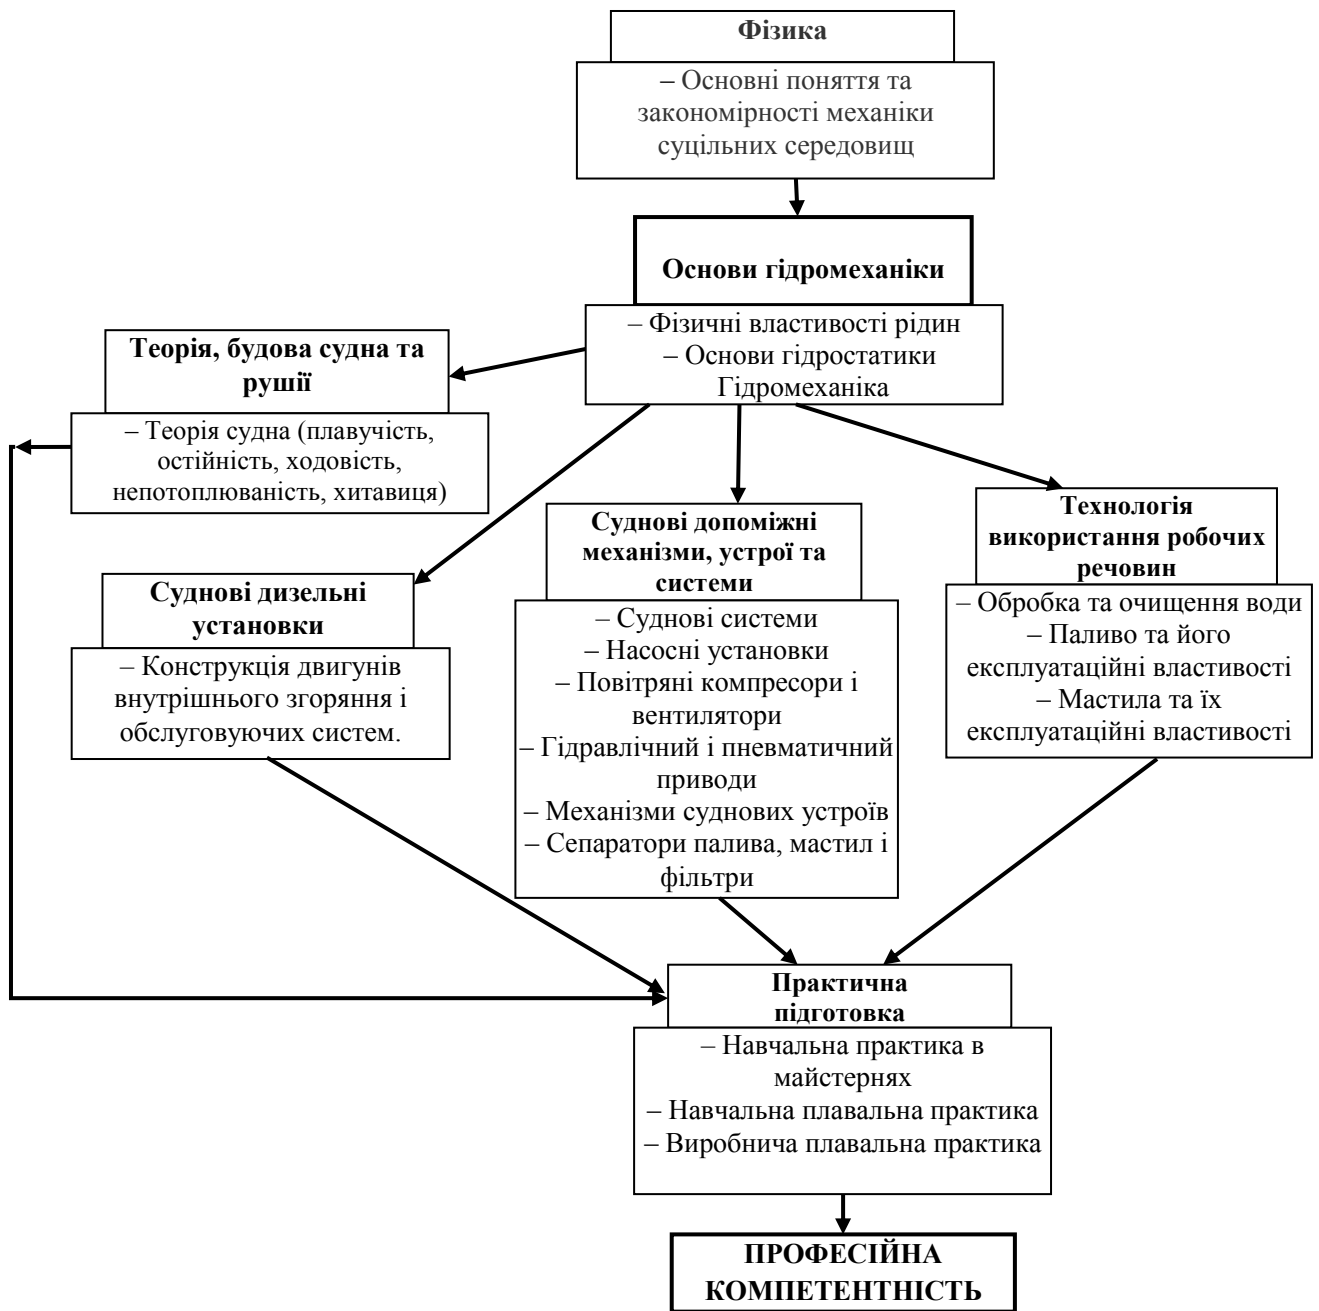 Фізика
– Основні поняття та
закономірності механіки
суцільних середовищ
Основи гідромеханіки
– Фізичні властивості рідин
– Основи гідростатики
Гідромеханіка
Теорія, будова судна та
рушії
– Теорія судна (плавучість,
остійність, ходовість,
непотоплюваність, хитавиця)
Суднові дизельні
установки
– Конструкція двигунів
внутрішнього згоряння і
обслуговуючих систем.
Суднові допоміжні
механізми, устрої та
системи
– Суднові системи
– Насосні установки
– Повітряні компресори і
вентилятори
– Гідравлічний і пневматичний
приводи
– Механізми суднових устроїв
– Сепаратори палива, мастил і
фільтри
Технологія
використання робочих
речовин
– Обробка та очищення води
– Паливо та його
експлуатаційні властивості
– Мастила та їх
експлуатаційні властивості
Практична
підготовка
– Навчальна практика в
майстернях
– Навчальна плавальна практика
– Виробнича плавальна практика
ПРОФЕСІЙНА
КОМПЕТЕНТНІСТЬ